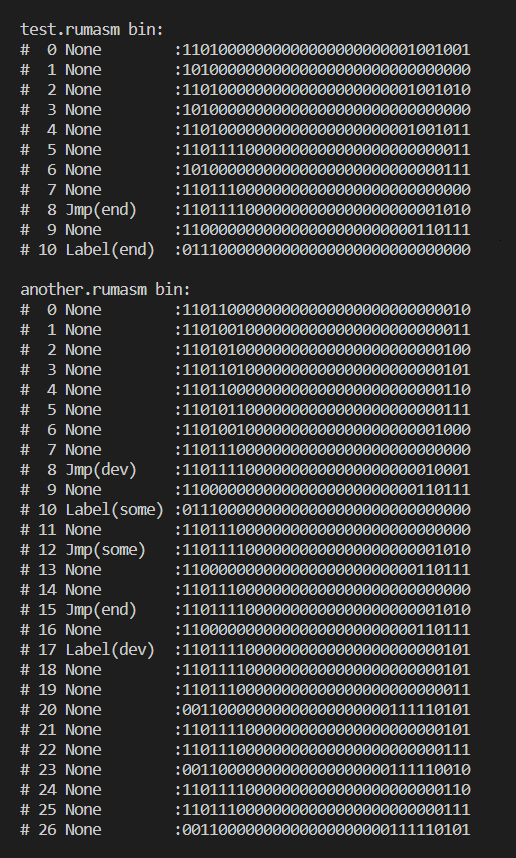 test.rumasm bin:
#  0 None        :11010000000000000000000001001001
#  1 None        :10100000000000000000000000000000
#  2 None        :11010000000000000000000001001010
#  3 None        :10100000000000000000000000000000
#  4 None        :11010000000000000000000001001011
#  5 None        :11011110000000000000000000000011
#  6 None        :10100000000000000000000000000111
#  7 None        :11011100000000000000000000000000
#  8 Jmp(end)    :11011110000000000000000000001010
#  9 None        :11000000000000000000000000110111
# 10 Label(end)  :01110000000000000000000000000000
another.rumasm bin:
#  0 None        :11011000000000000000000000000010
#  1 None        :11010010000000000000000000000011
#  2 None        :11010100000000000000000000000100
#  3 None        :11011010000000000000000000000101
#  4 None        :11011000000000000000000000000110
#  5 None        :11010110000000000000000000000111
#  6 None        :11010010000000000000000000001000
#  7 None        :11011100000000000000000000000000
#  8 Jmp(dev)    :11011110000000000000000000010001
#  9 None        :11000000000000000000000000110111
# 10 Label(some) :01110000000000000000000000000000
# 11 None        :11011100000000000000000000000000
# 12 Jmp(some)   :11011110000000000000000000001010
# 13 None        :11000000000000000000000000110111
# 14 None        :11011100000000000000000000000000
# 15 Jmp(end)    :11011110000000000000000000001010
# 16 None        :11000000000000000000000000110111
# 17 Label(dev)  :11011110000000000000000000000101
# 18 None        :11011110000000000000000000000101
# 19 None        :11011100000000000000000000000011
# 20 None        :00110000000000000000000111110101
# 21 None        :11011110000000000000000000000101
# 22 None        :11011100000000000000000000000111
# 23 None        :00110000000000000000000111110010
# 24 None        :11011110000000000000000000000110
# 25 None        :11011100000000000000000000000111
# 26 None        :00110000000000000000000111110101